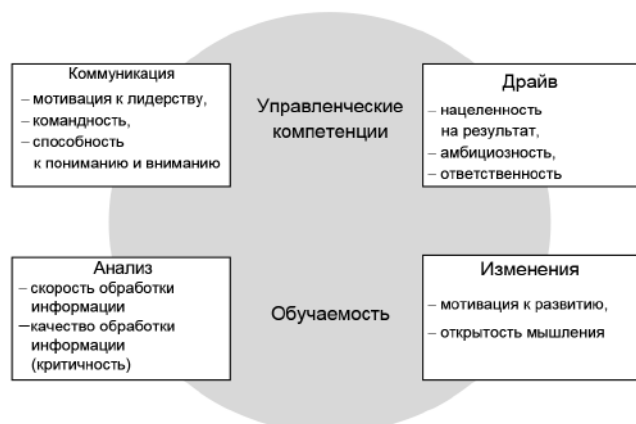 Коммуникация
– мотивация к лидерству,
– командность,
– способность
к пониманию и вниманию
Управленческие
компетенции
Драйв
– нацеленность
на результат,
– амбициозность,
– ответственность
Анализ
– скорость обработки
информации
– качество обработки
информации
(критичность)
Обучаемость
Изменения
– мотивация к развитию,
– открытость мышления